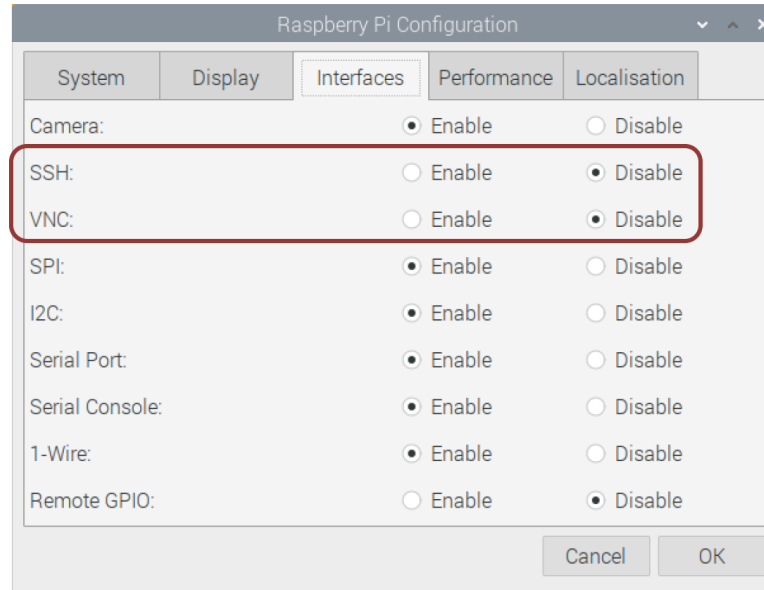 Raspberry Pi Configuration
System Display Interfaces Performance Localisation
Camera: Enable Disable
SSH: Enable Disable
VNC: Enable Disable
SPI: Enable Disable
I2C: Enable Disable
Serial Port: Enable Disable
Serial Console: Enable Disable
1-Wire: Enable Disable
Remote GPIO: Enable Disable
Cancel OK